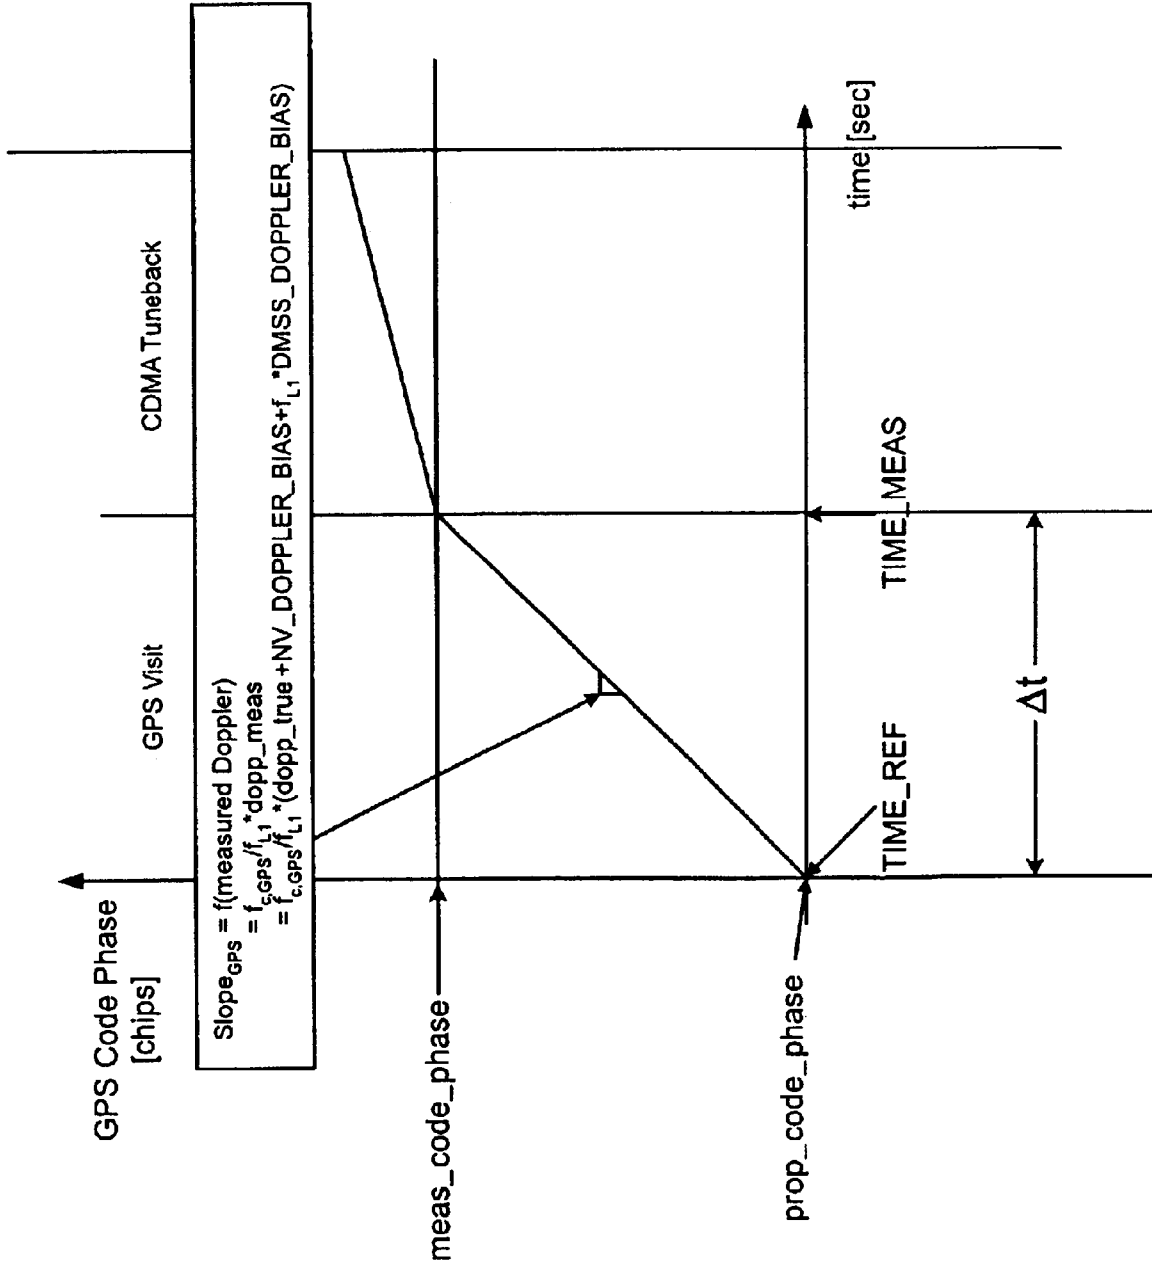 GPS Code Phase
[chips]
GPS Visit
CDMA Tuneback
Slope_GPS = f(measured Doppler)
= f_c,GPS/f_L1*dopp_meas
= f_c,GPS/f_L1*(dopp_true+NV_DOPPLER_BIAS+f_L1*DMSS_DOPPLER_BIAS)
meas_code_phase
prop_code_phase
time [sec]
TIME_REF
TIME_MEAS
Δt